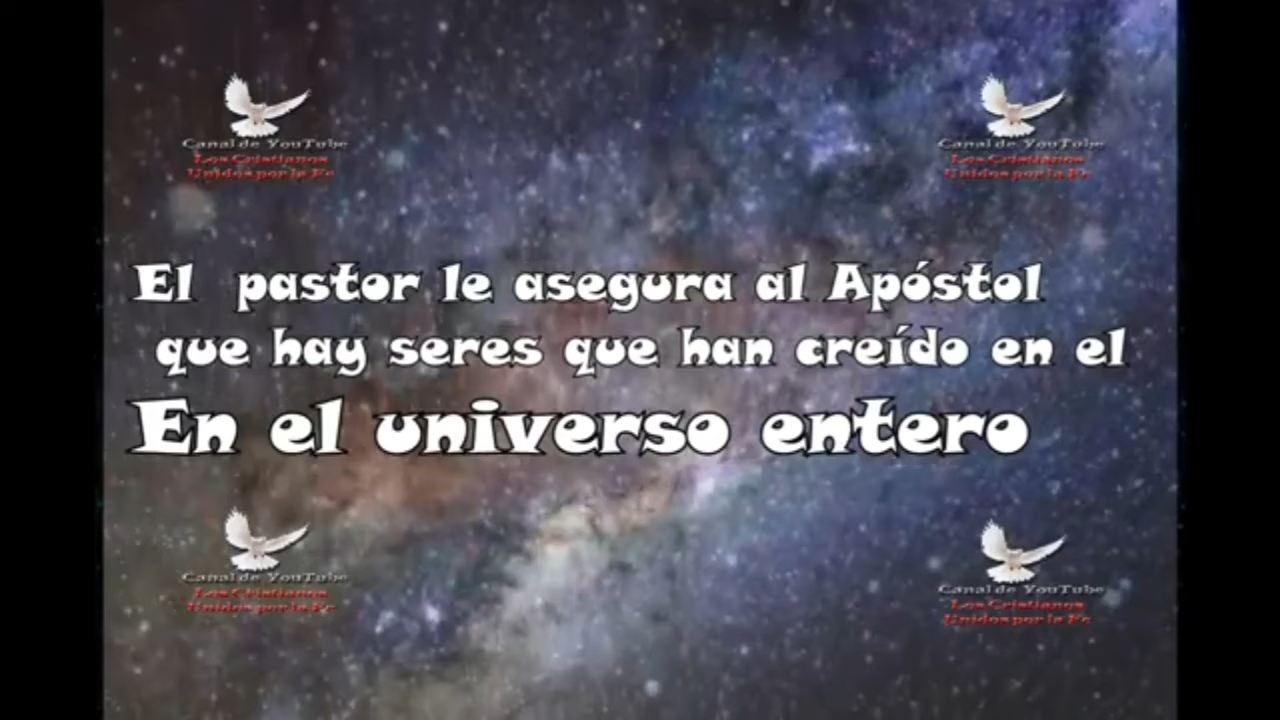 Canal de YouTube
Los Cristianos
Unidos por la Fe
Canal de YouTube
Los Cristianos
Unidos por la Fe
El pastor le asegura al Apóstol
que hay seres que han creído en el
En el universo entero
Canal de YouTube
Los Cristianos
Unidos por la Fe
Canal de YouTube
Los Cristianos
Unidos por la Fe